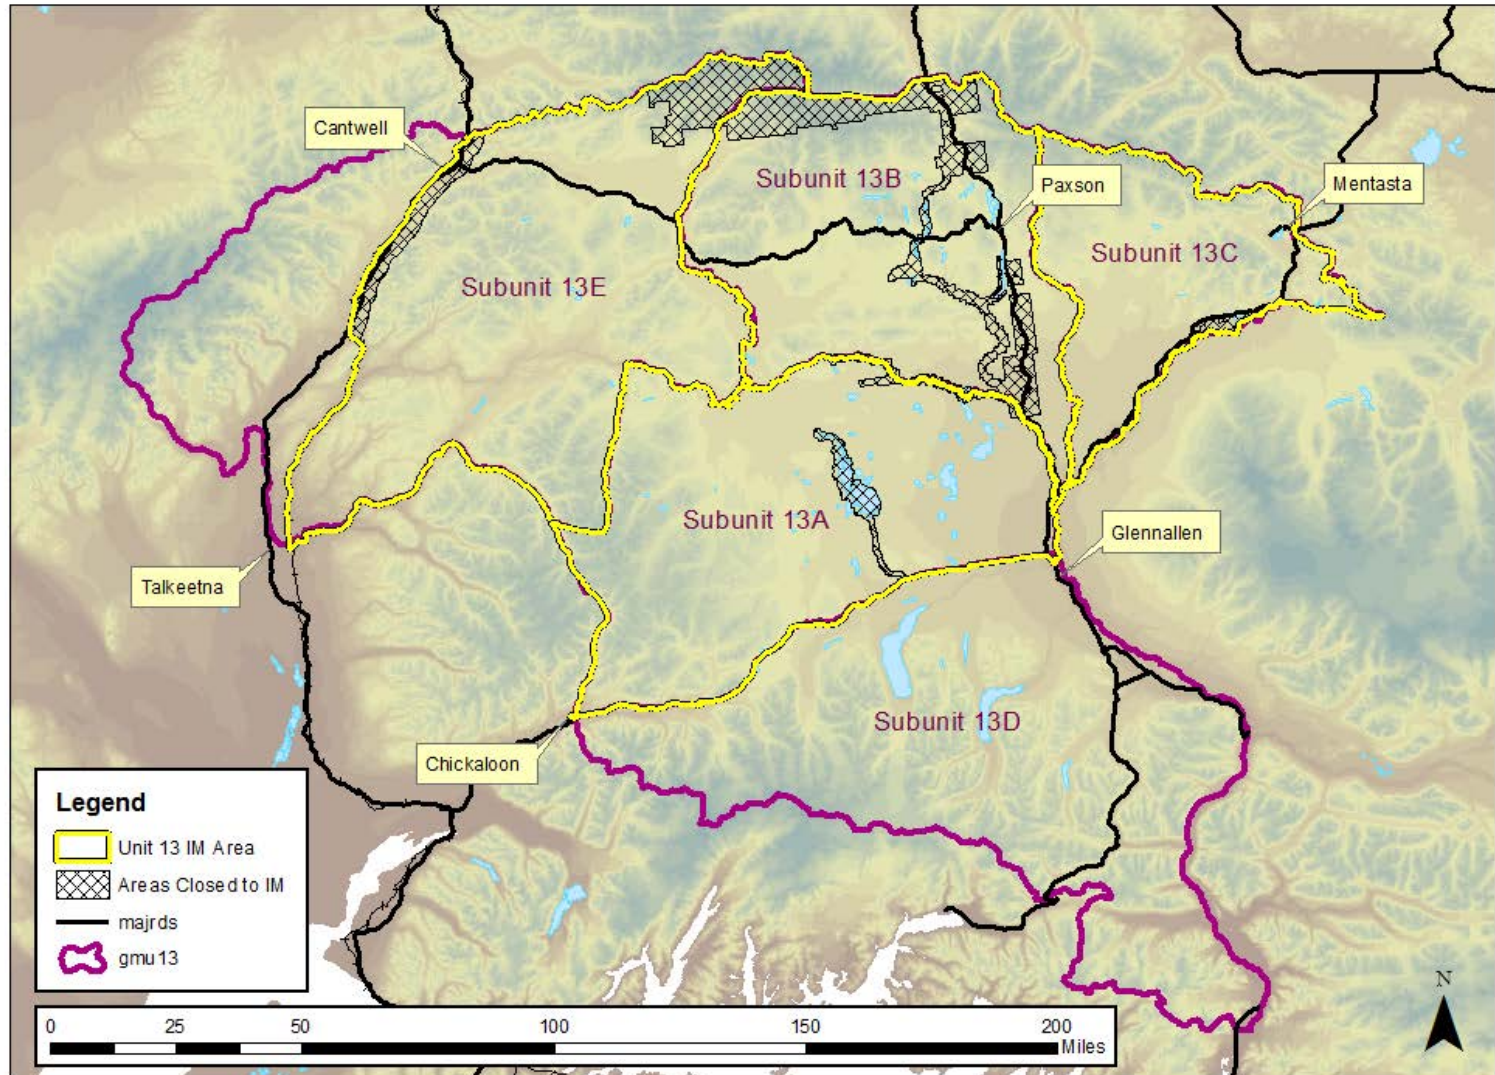 Cantwell
Subunit 13B
Paxson
Mentasta
Subunit 13C
Subunit 13E
Subunit 13A
Glennallen
Talkeetna
Subunit 13D
Chickaloon
Legend
Unit 13 IM Area
Areas Closed to IM
majrds
gmu13
N
0 25 50 100 150 200
Miles